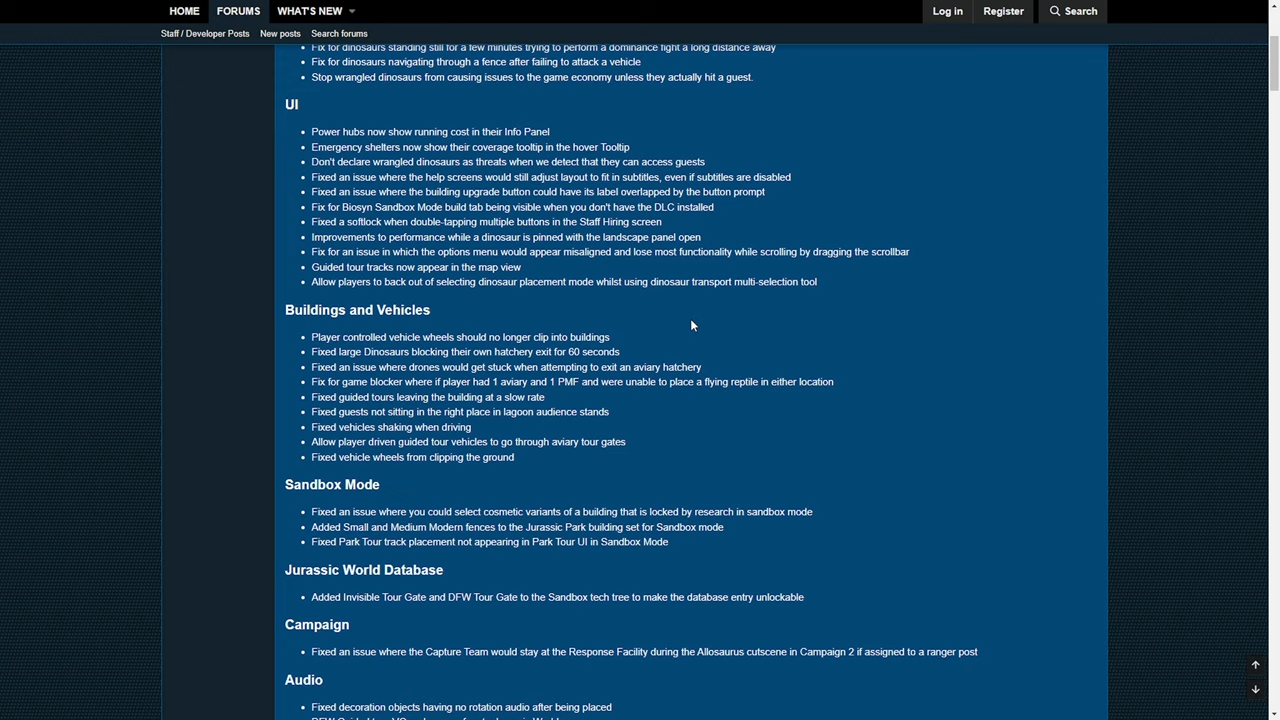 HOME FORUMS WHAT'S NEW Log in Register Search
Staff / Developer Posts New posts Search forums
Fix for dinosaurs standing still for a few minutes trying to perform a dominance fight a long distance away
Fix for dinosaurs navigating through a fence after failing to attack a vehicle
Stop wrangled dinosaurs from causing issues to the game economy unless they actually hit a guest.
UI
Power hubs now show running cost in their Info Panel
Emergency shelters now show their coverage tooltip in the hover Tooltip
Don't declare wrangled dinosaurs as threats when we detect that they can access guests
Fixed an issue where the help screens would still adjust layout to fit in subtitles, even if subtitles are disabled
Fixed an issue where the building upgrade button could have its label overlapped by the button prompt
Fix for Biosyn Sandbox Mode build tab being visible when you don't have the DLC installed
Fixed a softlock when double-tapping multiple buttons in the Staff Hiring screen
Improvements to performance while a dinosaur is pinned with the landscape panel open
Fix for an issue in which the options menu would appear misaligned and lose most functionality while scrolling by dragging the scrollbar
Guided tour tracks now appear in the map view
Allow players to back out of selecting dinosaur placement mode whilst using dinosaur transport multi-selection tool
Buildings and Vehicles
Player controlled vehicle wheels should no longer clip into buildings
Fixed large Dinosaurs blocking their own hatchery exit for 60 seconds
Fixed an issue where drones would get stuck when attempting to exit an aviary hatchery
Fix for game blocker where if player had 1 aviary and 1 PMF and were unable to place a flying reptile in either location
Fixed guided tours leaving the building at a slow rate
Fixed guests not sitting in the right place in lagoon audience stands
Fixed vehicles shaking when driving
Allow player driven guided tour vehicles to go through aviary tour gates
Fixed vehicle wheels from clipping the ground
Sandbox Mode
Fixed an issue where you could select cosmetic variants of a building that is locked by research in sandbox mode
Added Small and Medium Modern fences to the Jurassic Park building set for Sandbox mode
Fixed Park Tour track placement not appearing in Park Tour UI in Sandbox Mode
Jurassic World Database
Added Invisible Tour Gate and DFW Tour Gate to the Sandbox tech tree to make the database entry unlockable
Campaign
Fixed an issue where the Capture Team would stay at the Response Facility during the Allosaurus cutscene in Campaign 2 if assigned to a ranger post
Audio
Fixed decoration objects having no rotation audio after being placed